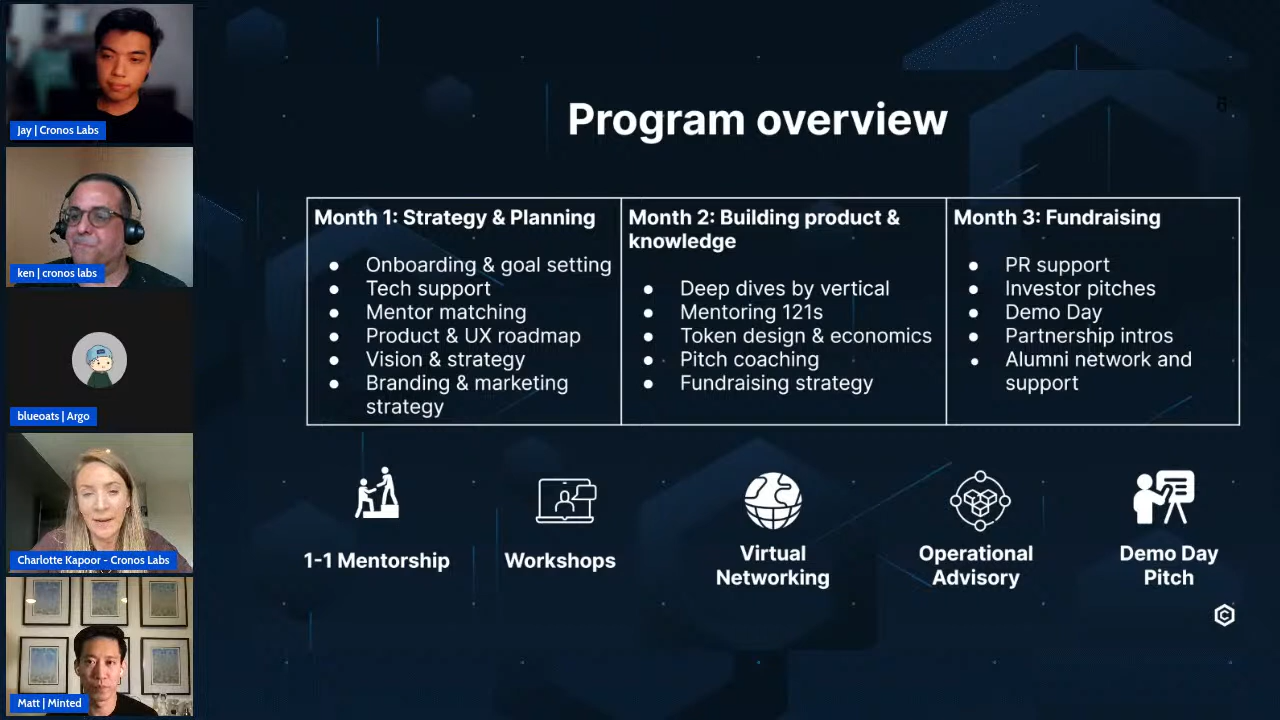 Jay | Cronos Labs
ken | cronos labs
blueoats | Argo
Charlotte Kapoor - Cronos Labs
Matt | Minted
Program overview
Month 1: Strategy & Planning
● Onboarding & goal setting
● Tech support
● Mentor matching
● Product & UX roadmap
● Vision & strategy
● Branding & marketing
strategy
Month 2: Building product &
knowledge
● Deep dives by vertical
● Mentoring 121s
● Token design & economics
● Pitch coaching
● Fundraising strategy
Month 3: Fundraising
● PR support
● Investor pitches
● Demo Day
● Partnership intros
● Alumni network and
support
1-1 Mentorship
Workshops
Virtual
Networking
Operational
Advisory
Demo Day
Pitch